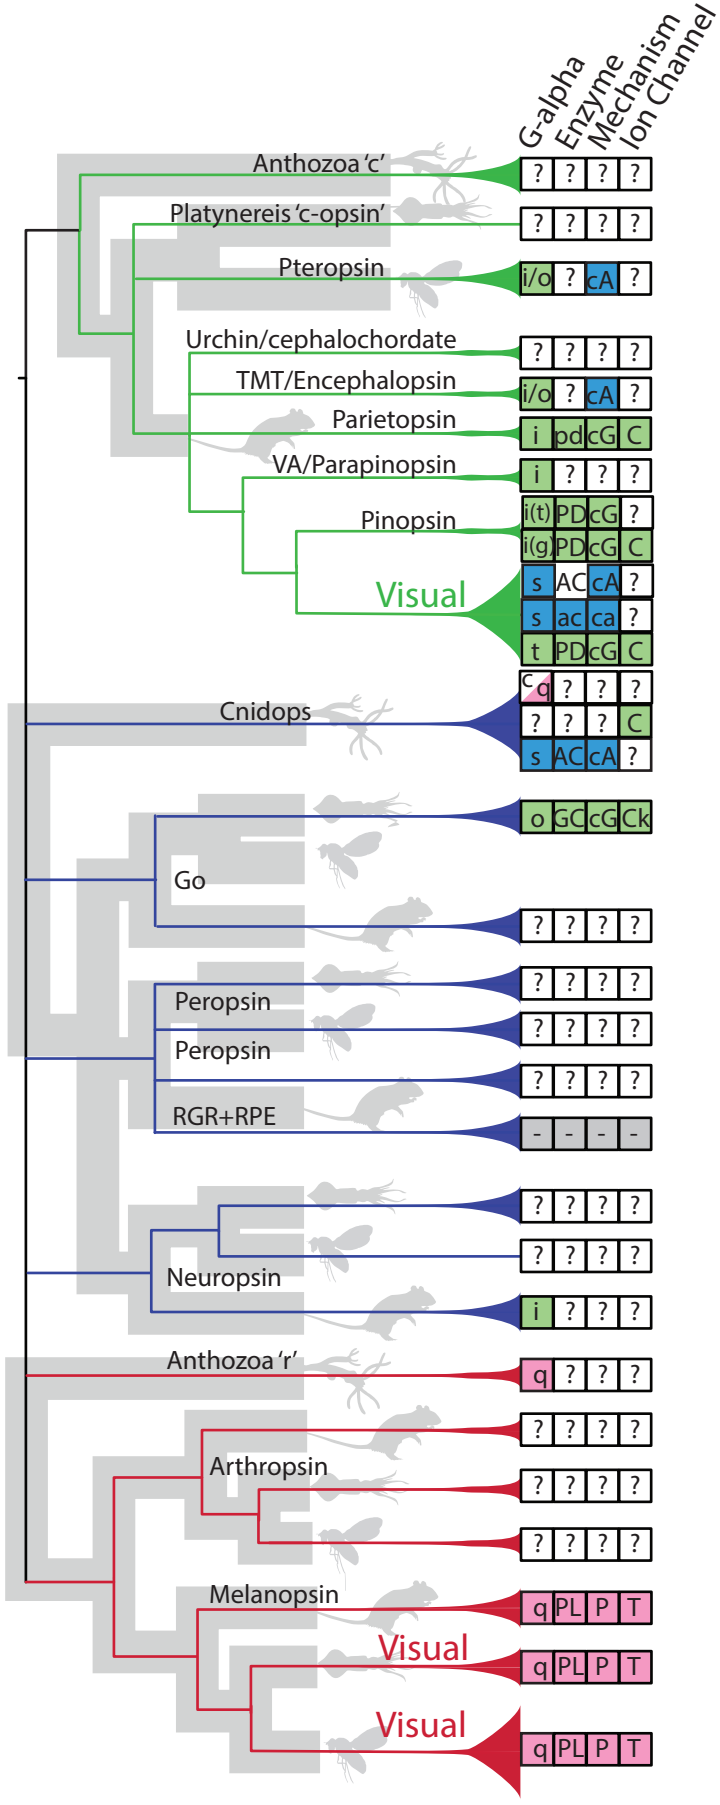 G-alpha
Enzyme
Mechanism
Ion Channel
Anthozoa 'c'
? ? ? ?
Platynereis 'c-opsin'
? ? ? ?
Pteropsin
i/o ? cA ?
Urchin/cephalochordate
? ? ? ?
TMT/Encephalopsin
i/o ? cA ?
Parietopsin
i pd cG C
VA/Parapinopsin
i ? ? ?
Pinopsin
i(t) PD cG ?
i(g) PD cG C
Visual
s AC cA ?
s ac ca ?
t PD cG C
Cnidops
c q ? ? ?
? ? ? C
s AC cA ?
Go
o GC cG Ck
? ? ? ?
Peropsin
? ? ? ?
Peropsin
? ? ? ?
? ? ? ?
RGR+RPE
- - - -
? ? ? ?
Neuropsin
? ? ? ?
i ? ? ?
Anthozoa 'r'
q ? ? ?
? ? ? ?
Arthropsin
? ? ? ?
? ? ? ?
Melanopsin
q PL P T
Visual
q PL P T
Visual
q PL P T